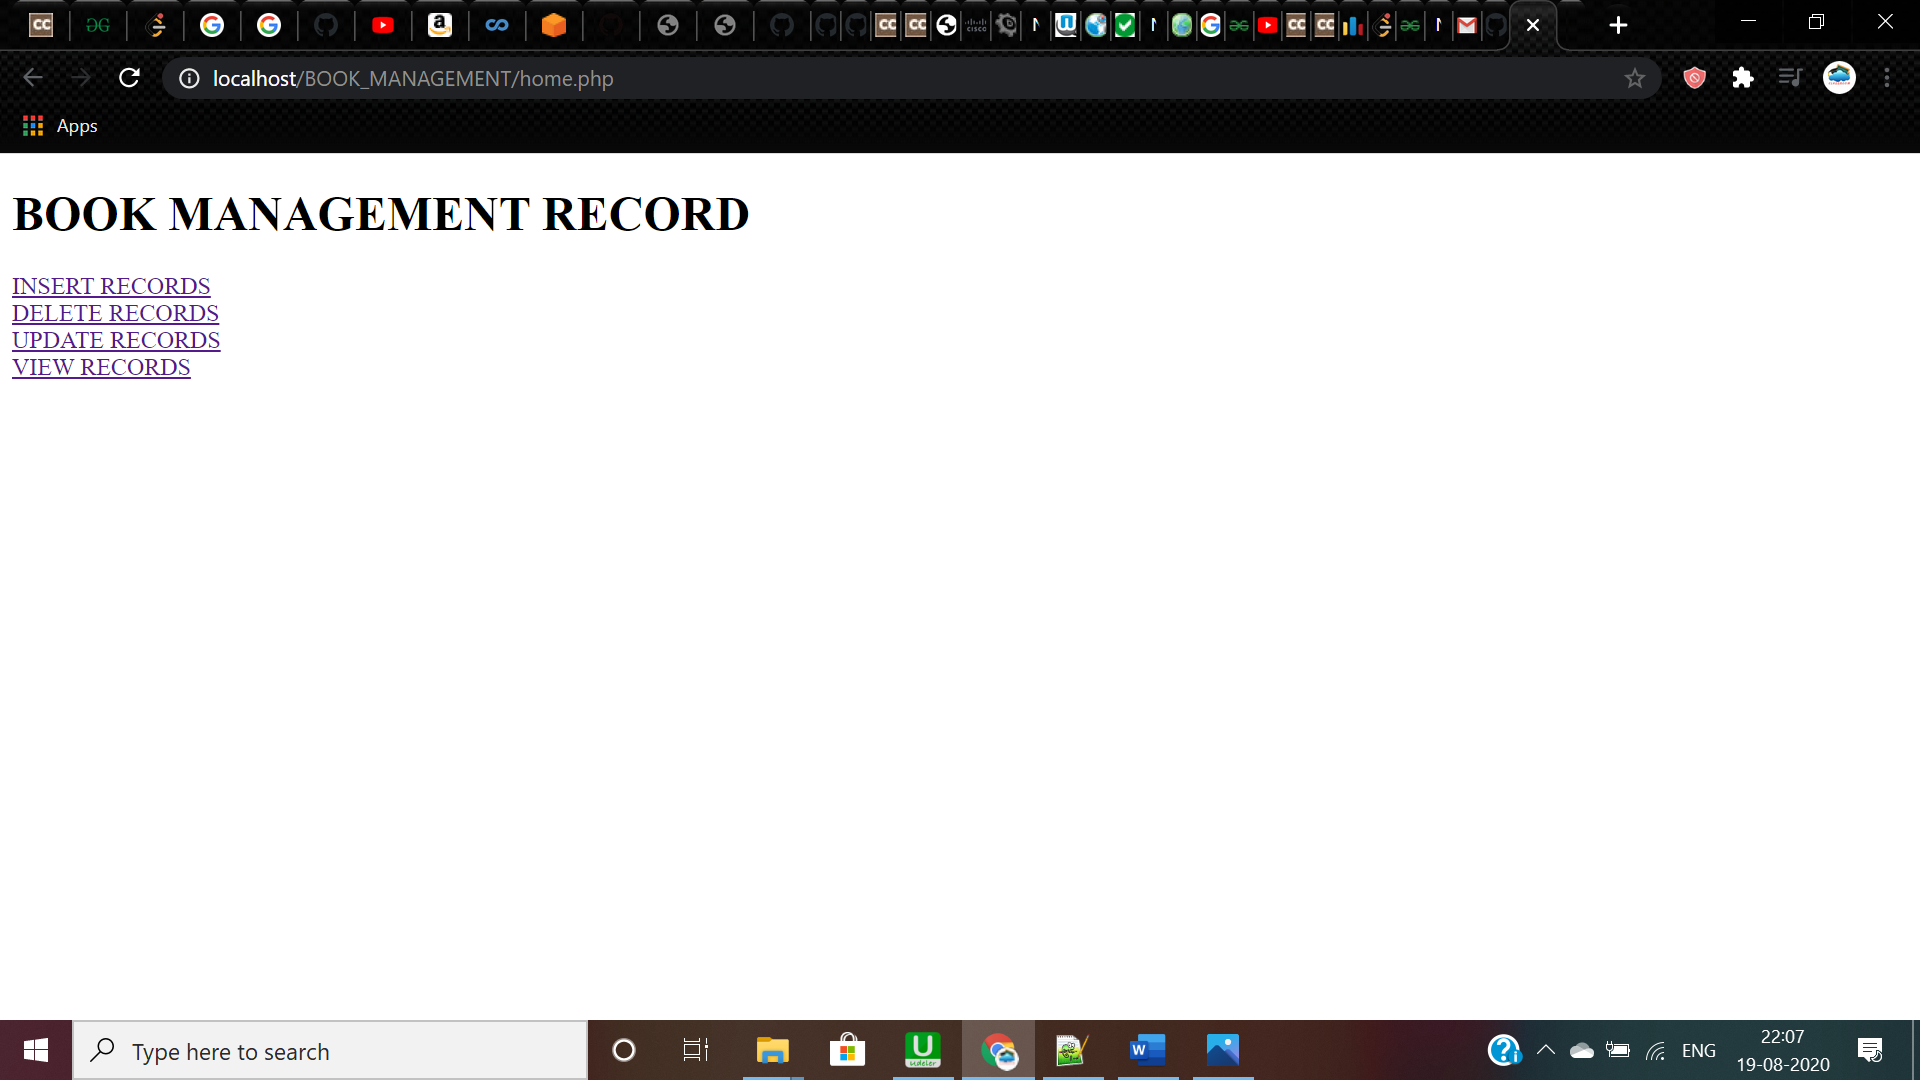 localhost/BOOK_MANAGEMENT/home.php
Apps
BOOK MANAGEMENT RECORD
INSERT RECORDS
DELETE RECORDS
UPDATE RECORDS
VIEW RECORDS
Type here to search
ENG
22:07
19-08-2020